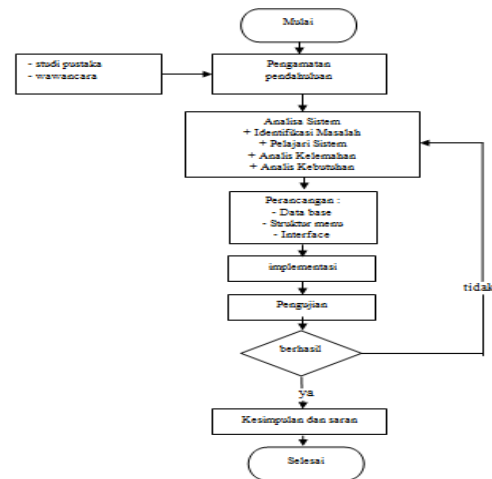 Mulai
- studi pustaka
- wawancara
Pengamatan
pendahuluan
Analisa Sistem
+ Identifikasi Masalah
+ Pelajari Sistem
+ Analis Kelemahan
+ Analis Kebutuhan
Perancangan :
- Data base
- Struktur menu
- Interface
implementasi
Pengujian
berhasil
tidak
ya
Kesimpulan dan saran
Selesai